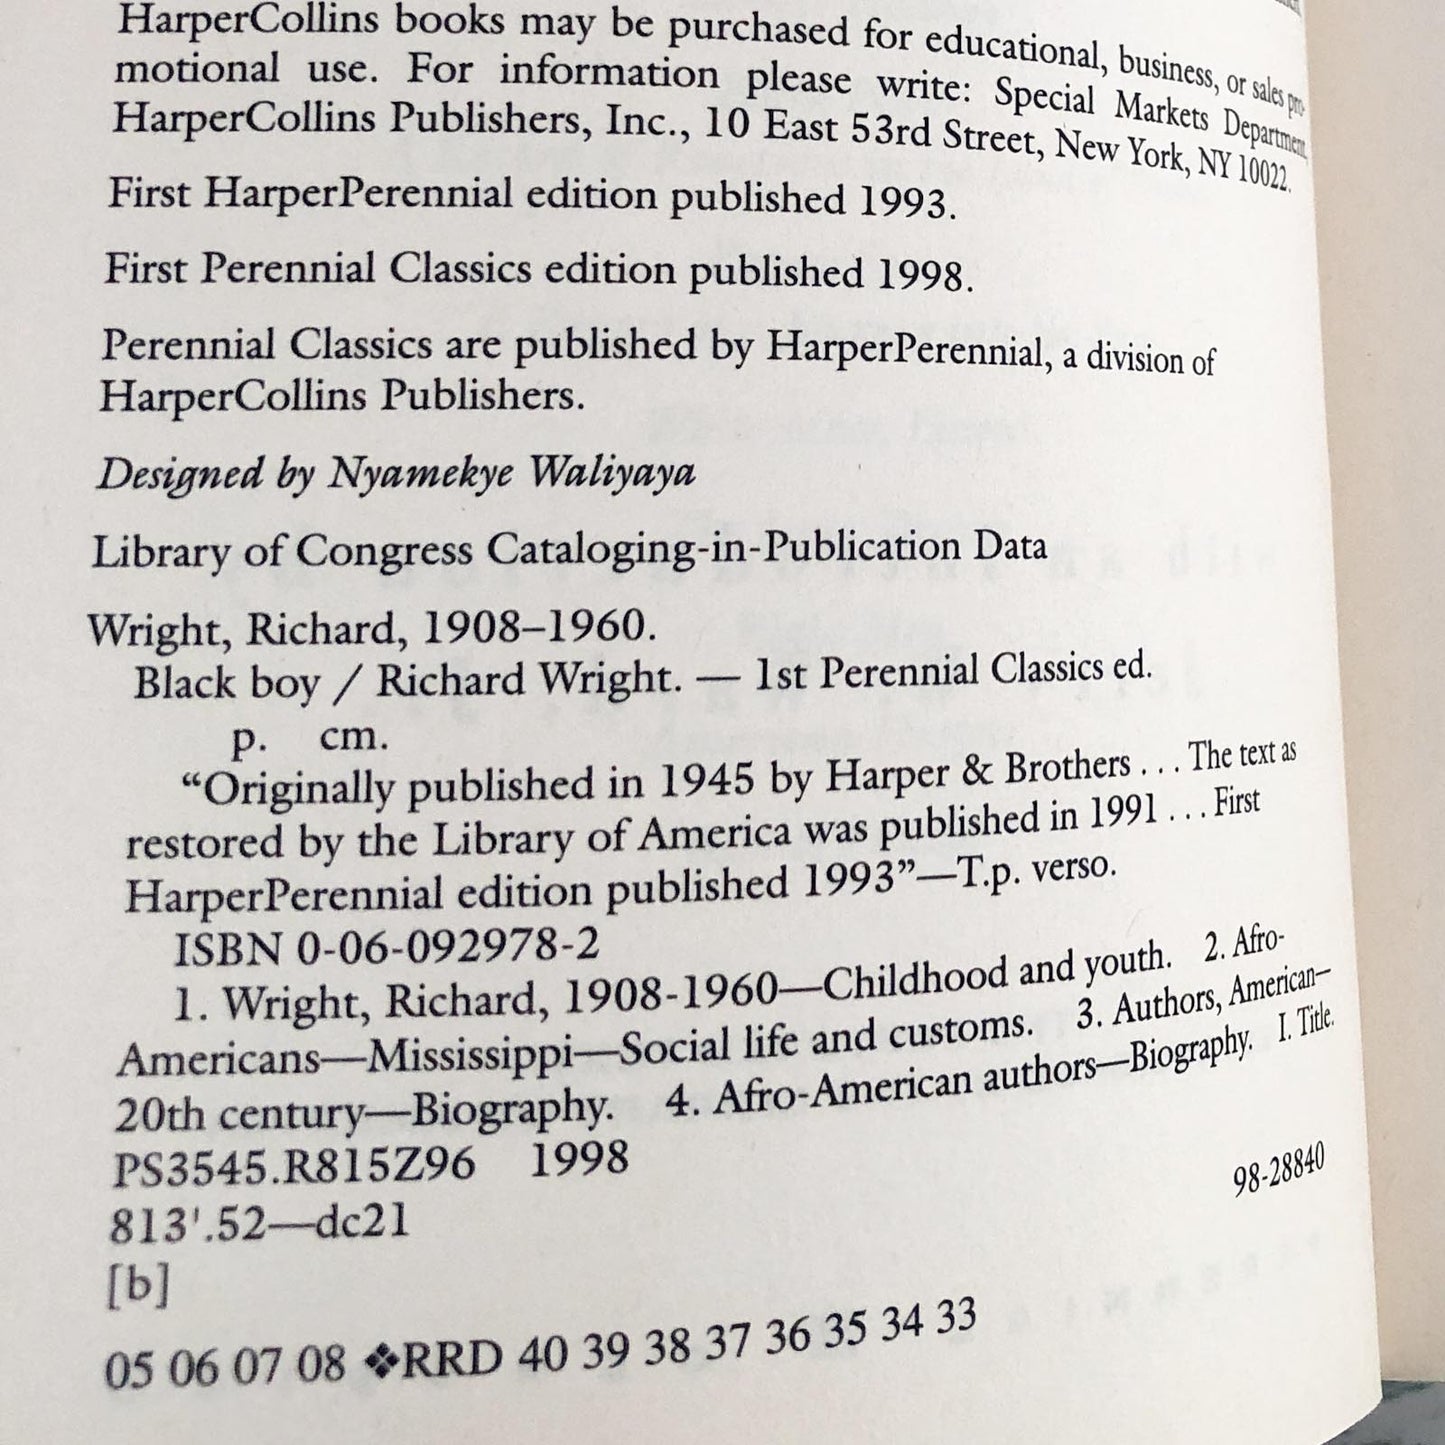 HarperCollins books may be purchased for educational, business, or sales pro-
motional use. For information please write: Special Markets Department,
HarperCollins Publishers, Inc., 10 East 53rd Street, New York, NY 10022.
First HarperPerennial edition published 1993.
First Perennial Classics edition published 1998.
Perennial Classics are published by HarperPerennial, a division of
HarperCollins Publishers.
Designed by Nyamekye Waliyaya
Library of Congress Cataloging-in-Publication Data
Wright, Richard, 1908–1960.
Black boy / Richard Wright. — 1st Perennial Classics ed.
p. cm.
“Originally published in 1945 by Harper & Brothers . . . The text as
restored by the Library of America was published in 1991 . . . First
HarperPerennial edition published 1993”—T.p. verso.
ISBN 0-06-092978-2
1. Wright, Richard, 1908-1960—Childhood and youth. 2. Afro-
Americans—Mississippi—Social life and customs. 3. Authors, American—
20th century—Biography. 4. Afro-American authors—Biography. I. Title.
PS3545.R815Z96 1998
813'.52—dc21 98-28840
[b]
05 06 07 08 ❖RRD 40 39 38 37 36 35 34 33